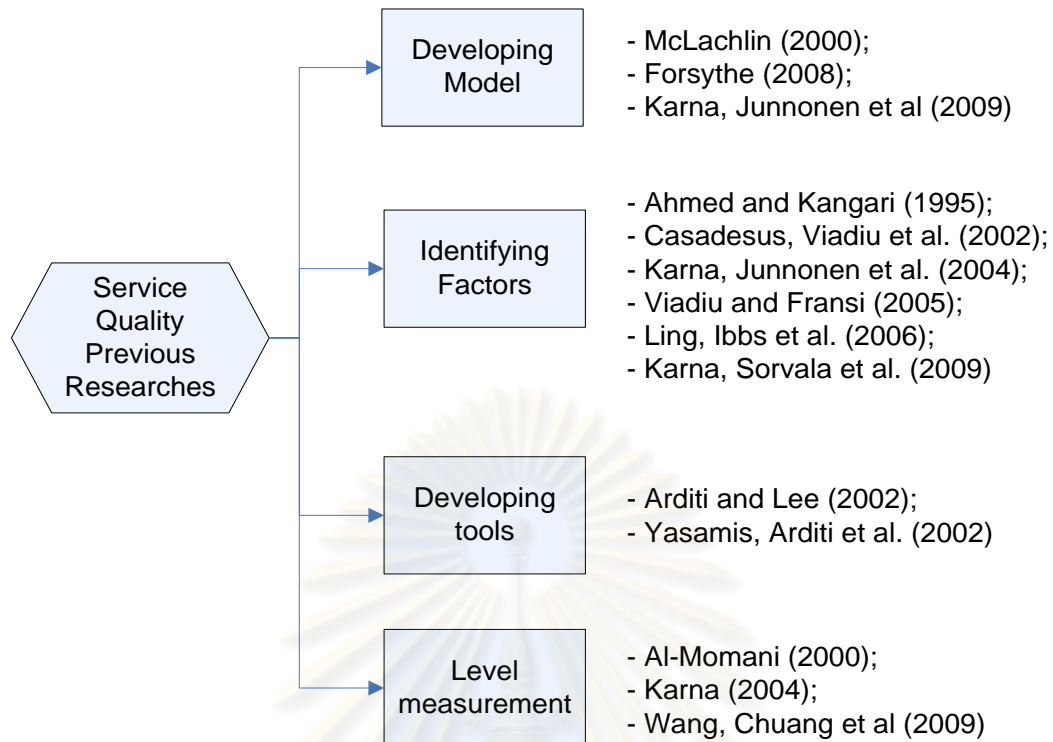 Service
Quality
Previous
Researches
Developing
Model
- McLachlin (2000);
- Forsythe (2008);
- Karna, Junnonen et al (2009)
Identifying
Factors
- Ahmed and Kangari (1995);
- Casadesus, Viadiu et al. (2002);
- Karna, Junnonen et al. (2004);
- Viadiu and Fransi (2005);
- Ling, Ibbs et al. (2006);
- Karna, Sorvala et al. (2009)
Developing
tools
- Arditi and Lee (2002);
- Yasamis, Arditi et al. (2002)
Level
measurement
- Al-Momani (2000);
- Karna (2004);
- Wang, Chuang et al (2009)